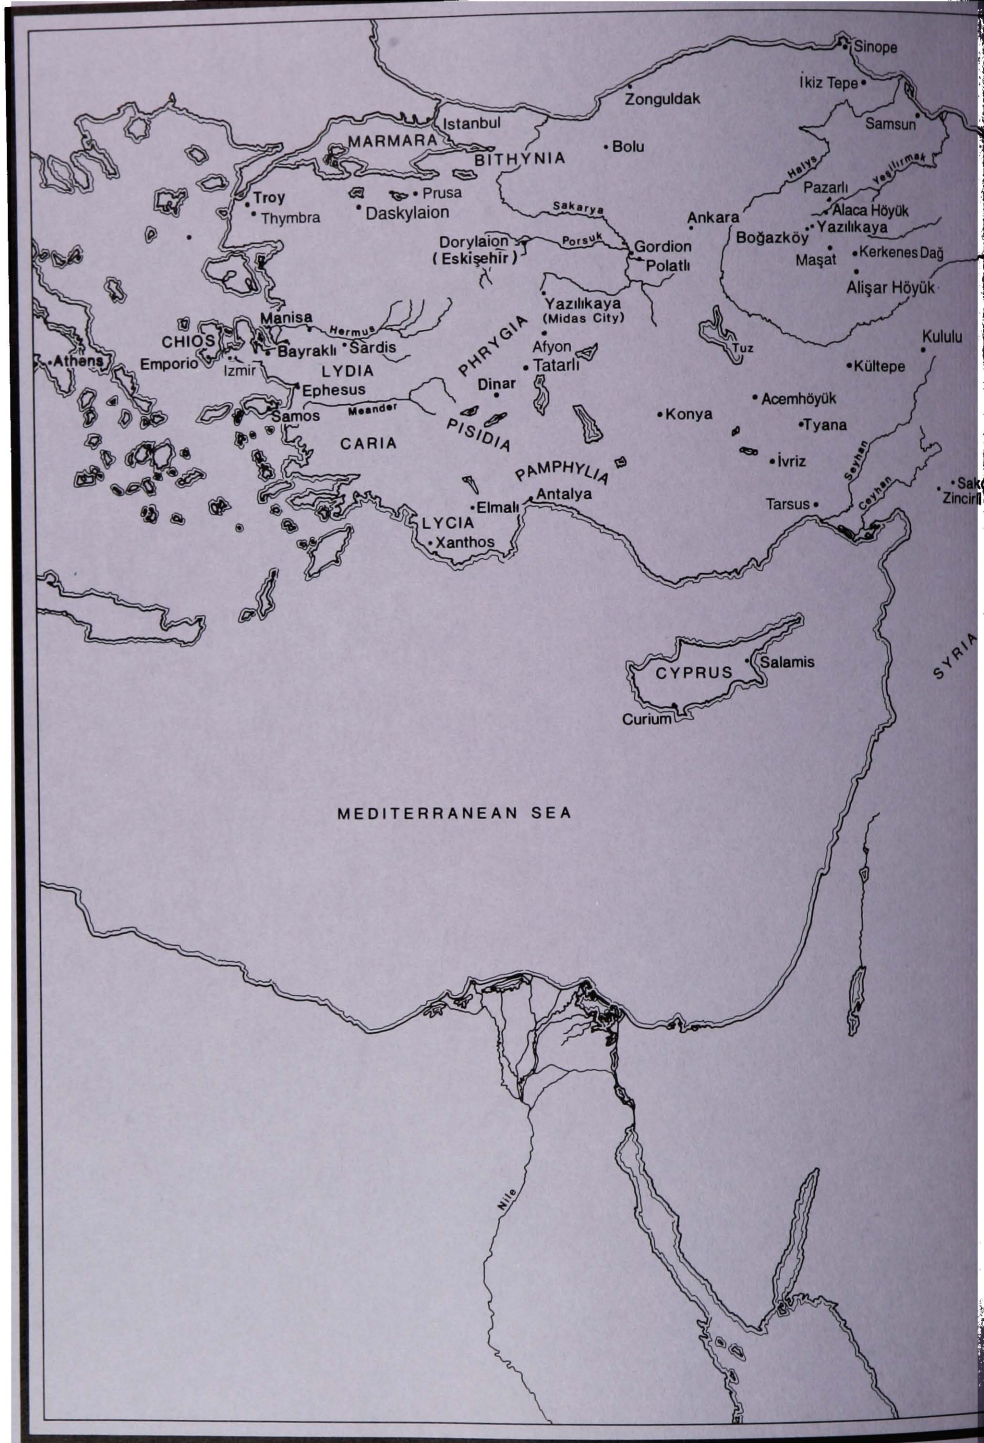 Sinope
İkiz Tepe
Zonguldak
Samsun
Istanbul
MARMARA
BITHYNIA
Bolu
Halys
Yeşilırmak
Pazarlı
Troy
Thymbra
Prusa
Daskylaion
Sakarya
Ankara
Alaca Höyük
Boğazköy
Yazılıkaya
Dorylaion
(Eskişehir)
Porsuk
Gordion
Polatlı
Maşat
Kerkenes Dağ
Alişar Höyük
Yazılıkaya
(Midas City)
Manisa
Hermus
CHIOS
Emporio
Izmir
Bayraklı
Sardis
LYDIA
PHRYGIA
Afyon
Tatarlı
Dinar
Tuz
Kululu
Kültepe
Athens
Ephesus
Samos
Meander
CARIA
PISIDIA
Konya
Acemhöyük
Tyana
İvriz
PAMPHYLIA
Antalya
Elmalı
LYCIA
Xanthos
Tarsus
Seyhan
Ceyhan
Sak
Zincirli
SYRIA
CYPRUS
Salamis
Curium
MEDITERRANEAN SEA
Nile